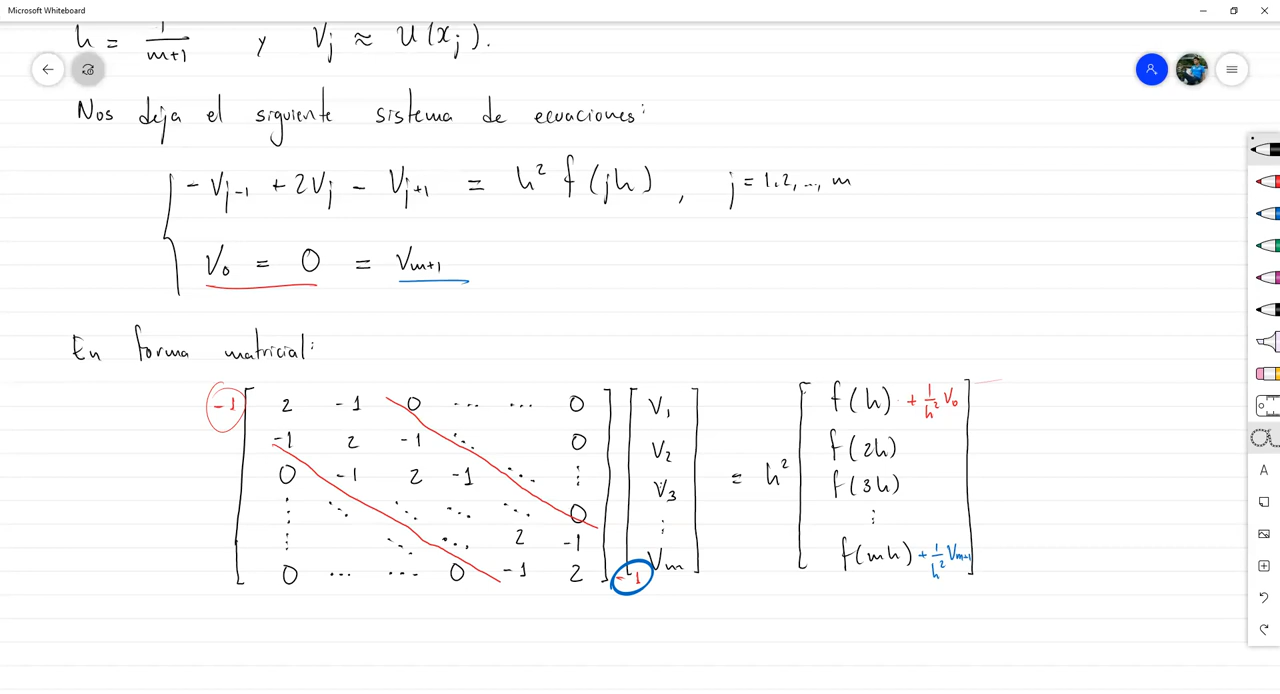 Microsoft Whiteboard
h = 1/(m+1) y Vj ≈ u(xj).
Nos deja el siguiente sistema de ecuaciones:
- Vj-1 + 2Vj - Vj+1 = h² f(jh), j = 1,2,..., m
V0 = 0 = Vm+1
En forma matricial:
-1 [ 2 -1 0 ... ... 0 ] [ V1 ] [ f(h) + 1/h² V0 ]
[ -1 2 -1 ⋱ 0 ] [ V2 ] [ f(2h) ]
[ 0 -1 2 -1 ⋱ ⋮ ] [ V3 ] = h² [ f(3h) ]
[ ⋮ ⋱ ⋱ ⋱ ⋱ 0 ] [ ⋮ ] [ ⋮ ]
[ ⋮ ⋱ ⋱ 2 -1 ]
[ 0 ... ... 0 -1 2 ] -1 [ Vm ] [ f(mh) + 1/h² Vm+1 ]
A